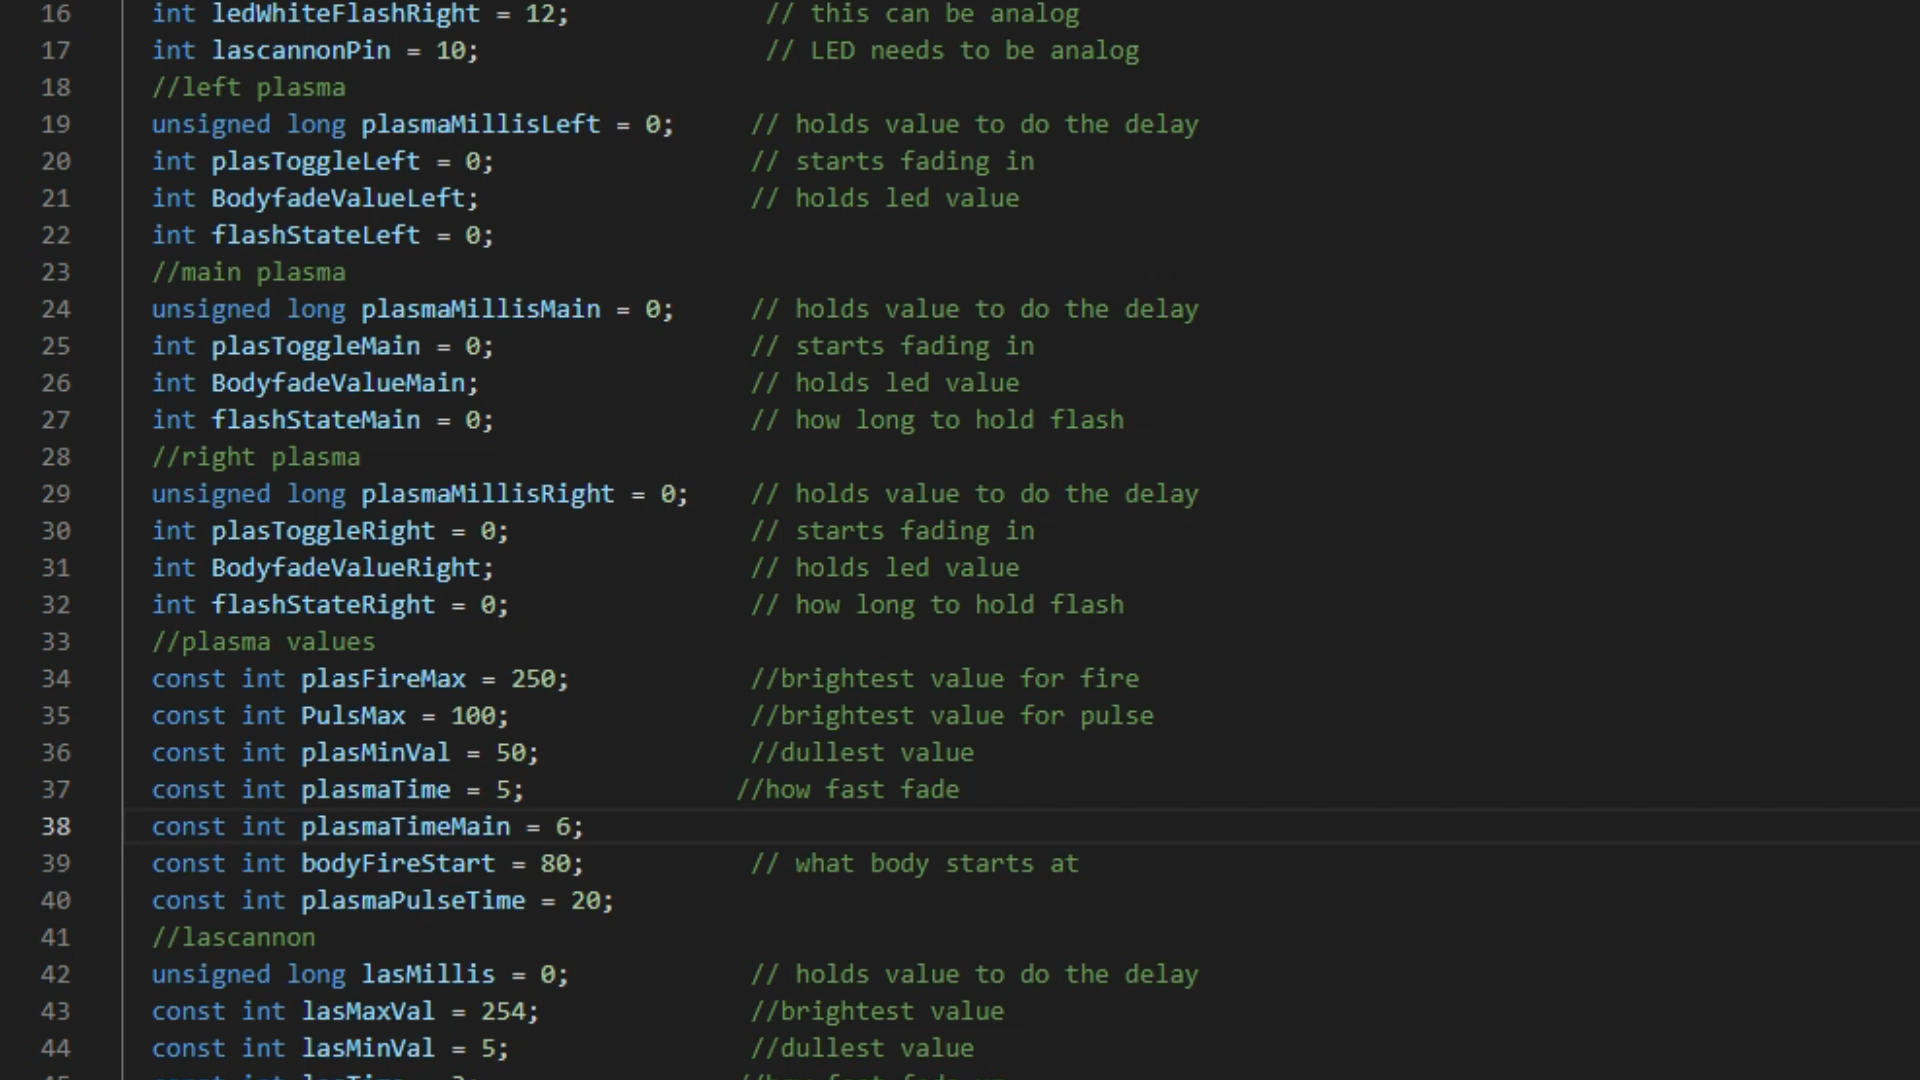 16 int ledWhiteFlashRight = 12; // this can be analog
17 int lascannonPin = 10; // LED needs to be analog
18 //left plasma
19 unsigned long plasmaMillisLeft = 0; // holds value to do the delay
20 int plasToggleLeft = 0; // starts fading in
21 int BodyfadeValueLeft; // holds led value
22 int flashStateLeft = 0;
23 //main plasma
24 unsigned long plasmaMillisMain = 0; // holds value to do the delay
25 int plasToggleMain = 0; // starts fading in
26 int BodyfadeValueMain; // holds led value
27 int flashStateMain = 0; // how long to hold flash
28 //right plasma
29 unsigned long plasmaMillisRight = 0; // holds value to do the delay
30 int plasToggleRight = 0; // starts fading in
31 int BodyfadeValueRight; // holds led value
32 int flashStateRight = 0; // how long to hold flash
33 //plasma values
34 const int plasFireMax = 250; //brightest value for fire
35 const int PulsMax = 100; //brightest value for pulse
36 const int plasMinVal = 50; //dullest value
37 const int plasmaTime = 5; //how fast fade
38 const int plasmaTimeMain = 6;
39 const int bodyFireStart = 80; // what body starts at
40 const int plasmaPulseTime = 20;
41 //lascannon
42 unsigned long lasMillis = 0; // holds value to do the delay
43 const int lasMaxVal = 254; //brightest value
44 const int lasMinVal = 5; //dullest value